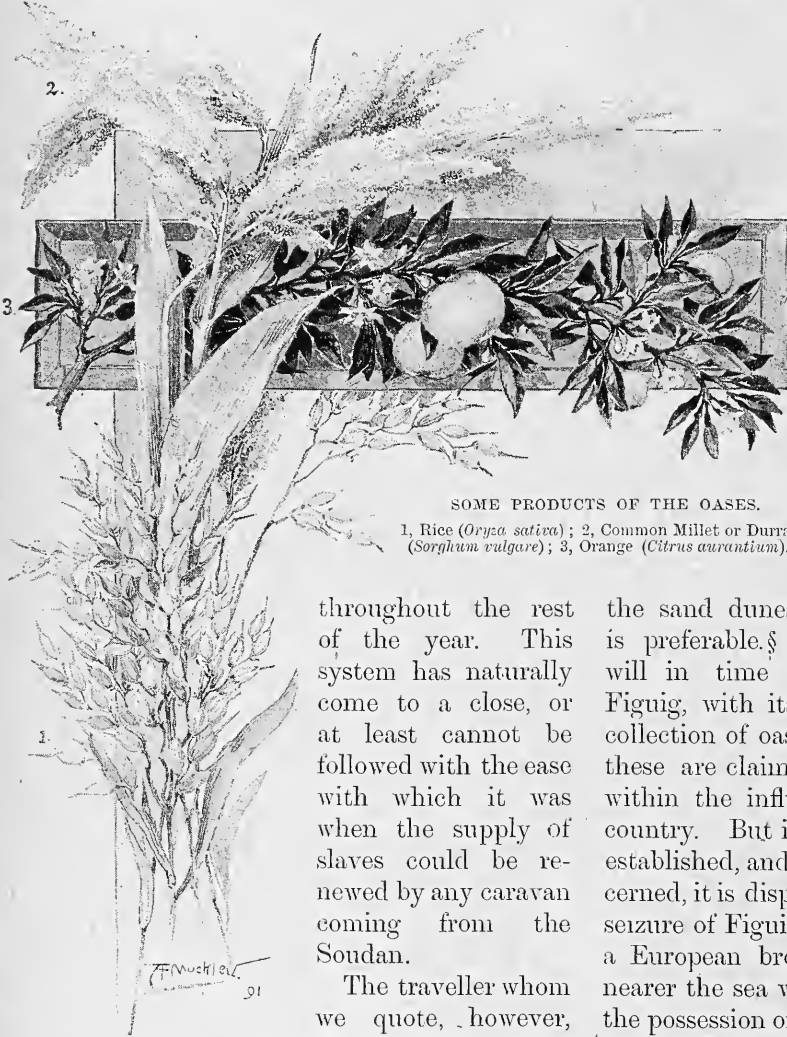 2.
3
SOME PRODUCTS OF THE OASES.
1, Rice (Oryza sativa); 2, Common Millet or Durra
(Sorghum vulgare); 3, Orange (Citrus aurantium).
1.
throughout the rest
of the year. This
system has naturally
come to a close, or
at least cannot be
followed with the ease
with which it was
when the supply of
slaves could be re-
newed by any caravan
coming from the
Soudan.
The traveller whom
we quote, however,
the sand dune
is preferable.§
will in time
Figuig, with it
collection of oas
these are claim
within the infl
country. But i
established, and
cerned, it is disp
seizure of Figui
a European br
nearer the sea
the possession o
91